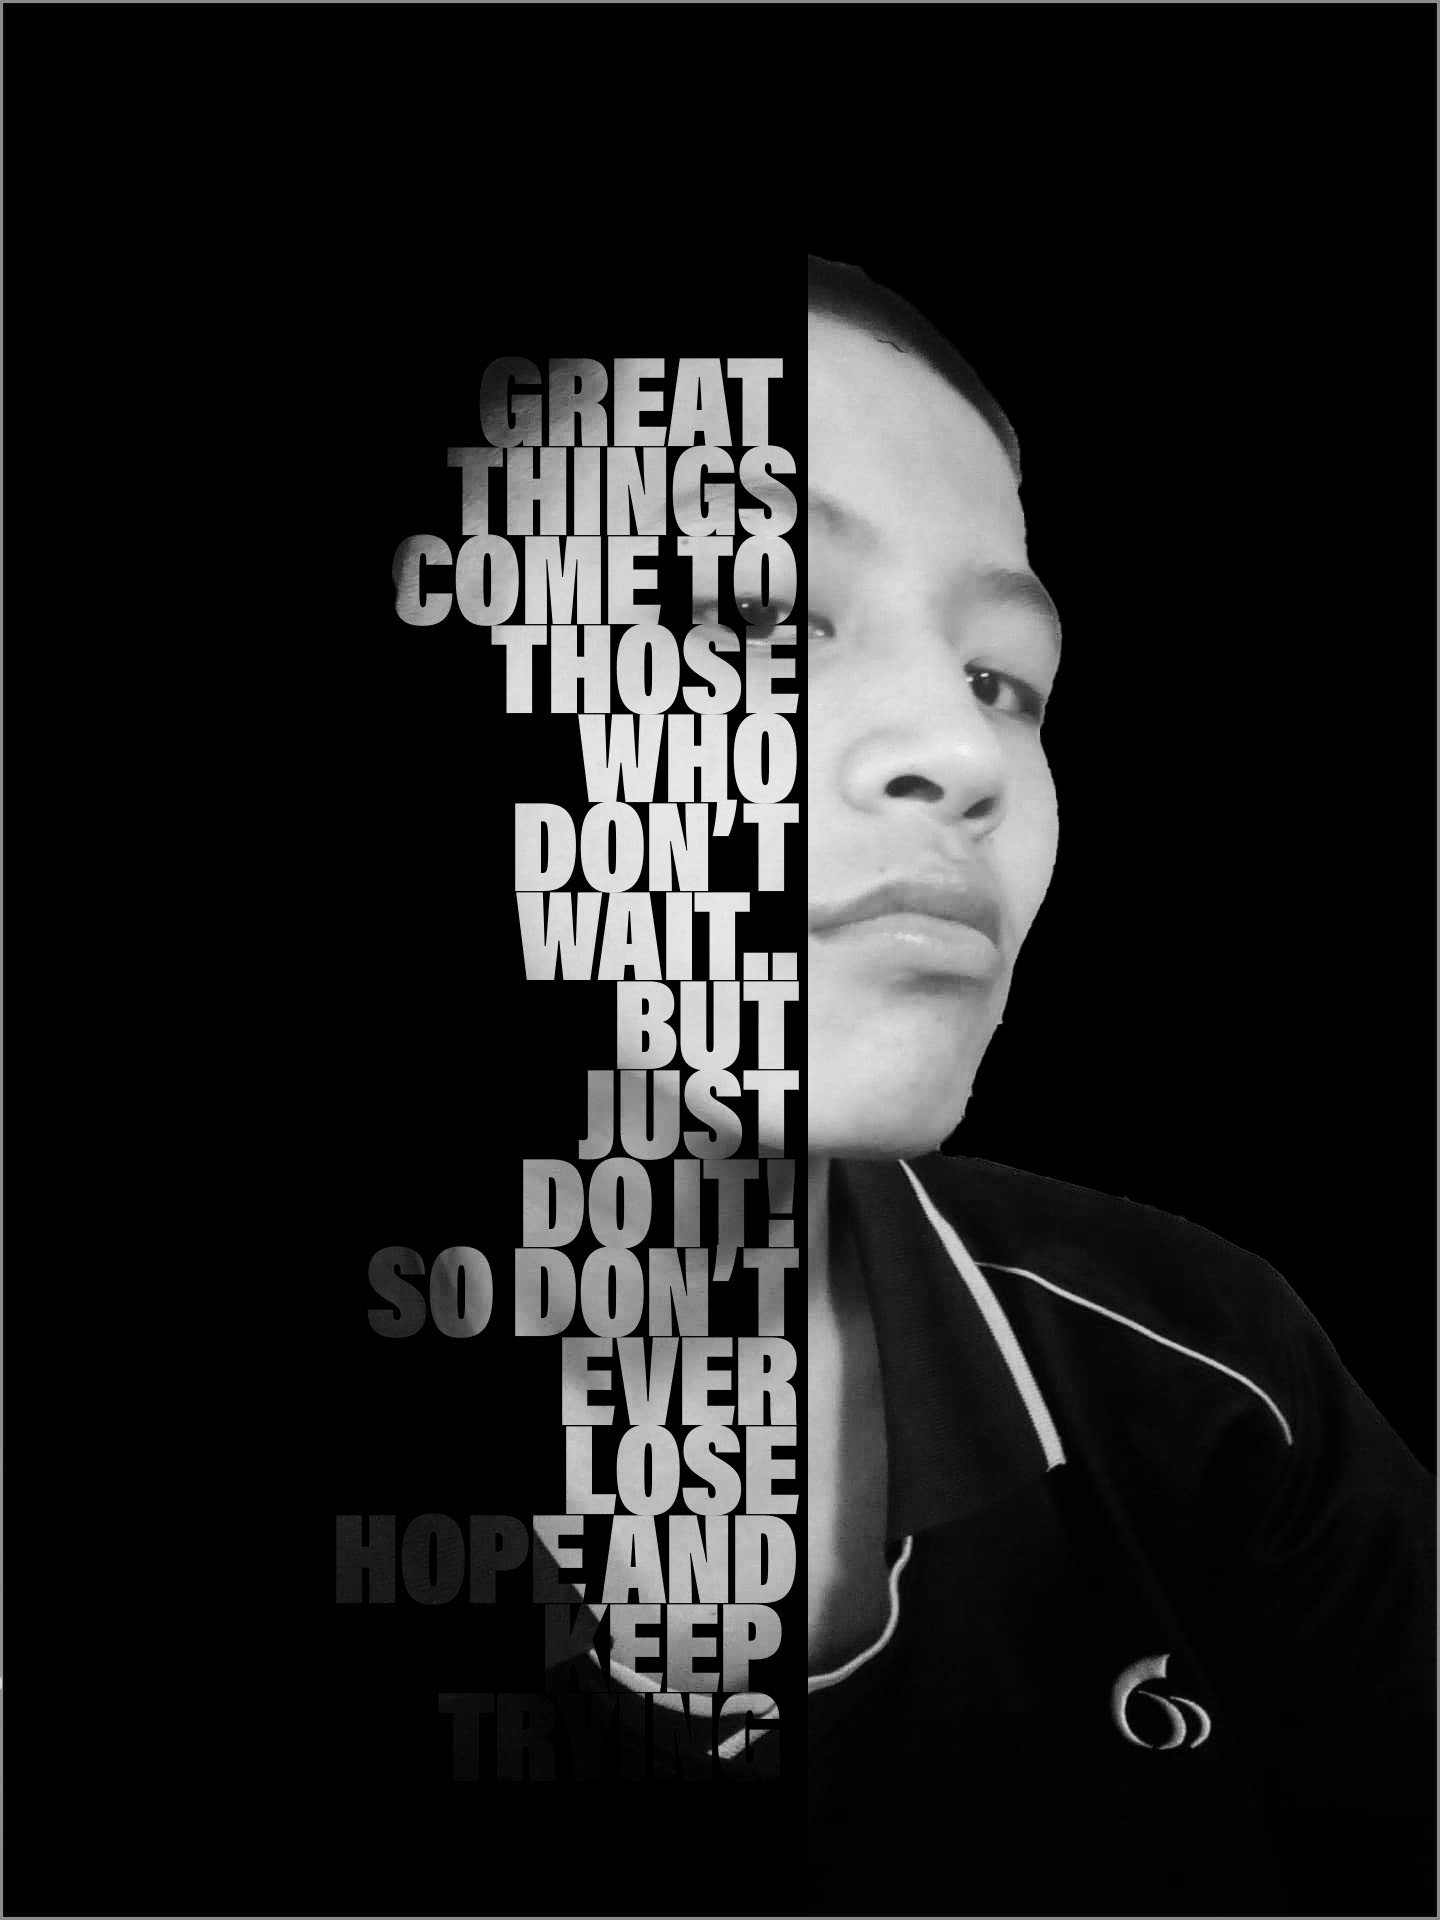 GREAT
THINGS
COME TO
THOSE
WHO
DON'T
WAIT..
BUT
JUST
DO IT!
SO DON'T
EVER
LOSE
HOPE AND
KEEP
TRYING